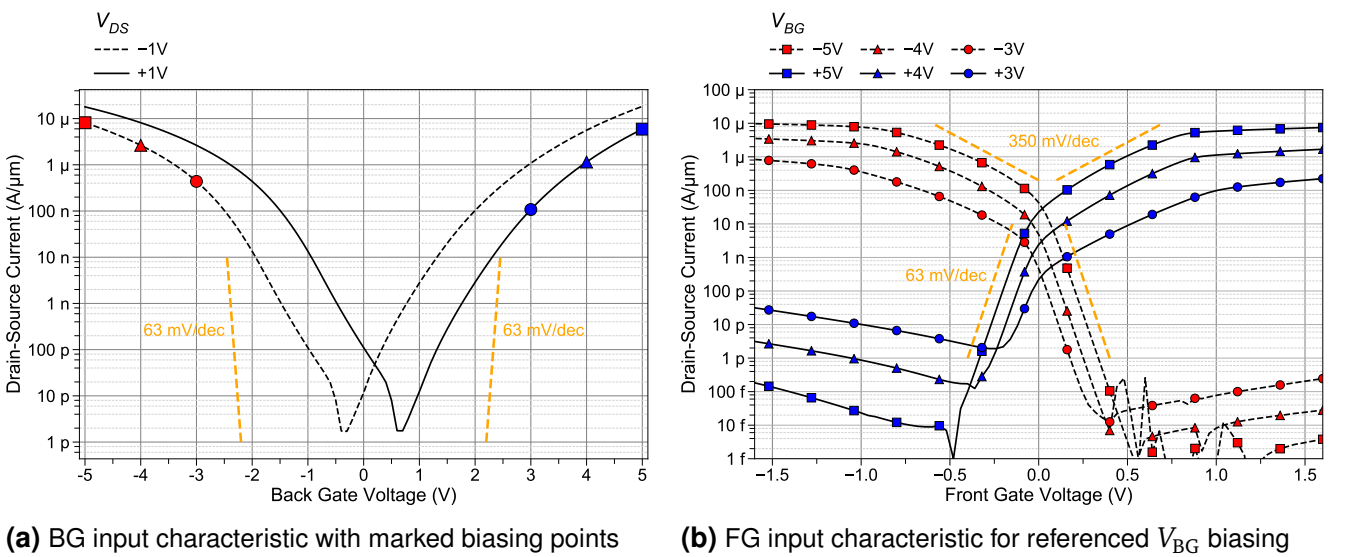 V_DS
−1V
+1V
10 µ
1 µ
100 n
10 n
1 n
100 p
10 p
1 p
Drain-Source Current (A/µm)
63 mV/dec
63 mV/dec
−5 −4 −3 −2 −1 0 1 2 3 4 5
Back Gate Voltage (V)
(a) BG input characteristic with marked biasing points
V_BG
−5V −4V −3V
+5V +4V +3V
100 µ
10 µ
1 µ
100 n
10 n
1 n
100 p
10 p
1 p
100 f
10 f
1 f
Drain-Source Current (A/µm)
350 mV/dec
63 mV/dec
−1.5 −1.0 −0.5 0.0 0.5 1.0 1.5
Front Gate Voltage (V)
(b) FG input characteristic for referenced V_BG biasing